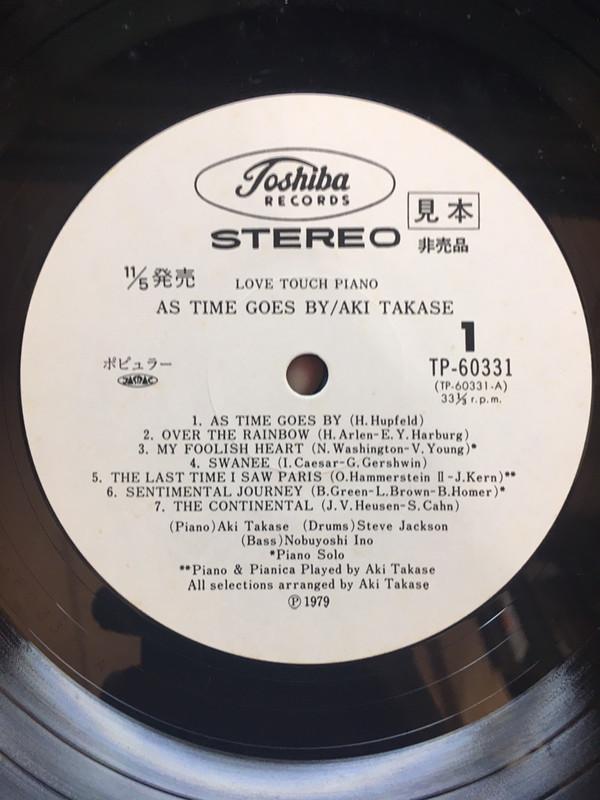 Toshiba
RECORDS
見本
STEREO 非売品
11/5発売 LOVE TOUCH PIANO
AS TIME GOES BY/AKI TAKASE
1
ポピュラー TP-60331
JASRAC (TP-60331-A)
33⅓ r.p.m.
1. AS TIME GOES BY (H.Hupfeld)
2. OVER THE RAINBOW (H.Arlen-E.Y.Harburg)
3. MY FOOLISH HEART (N.Washington-V.Young)*
4. SWANEE (I.Caesar-G.Gershwin)
5. THE LAST TIME I SAW PARIS (O.Hammerstein II-J.Kern)**
6. SENTIMENTAL JOURNEY (B.Green-L.Brown-B.Homer)*
7. THE CONTINENTAL (J.V.Heusen-S.Cahn)
(Piano)Aki Takase (Drums)Steve Jackson
(Bass)Nobuyoshi Ino
*Piano Solo
**Piano & Pianica Played by Aki Takase
All selections arranged by Aki Takase
Ⓟ1979